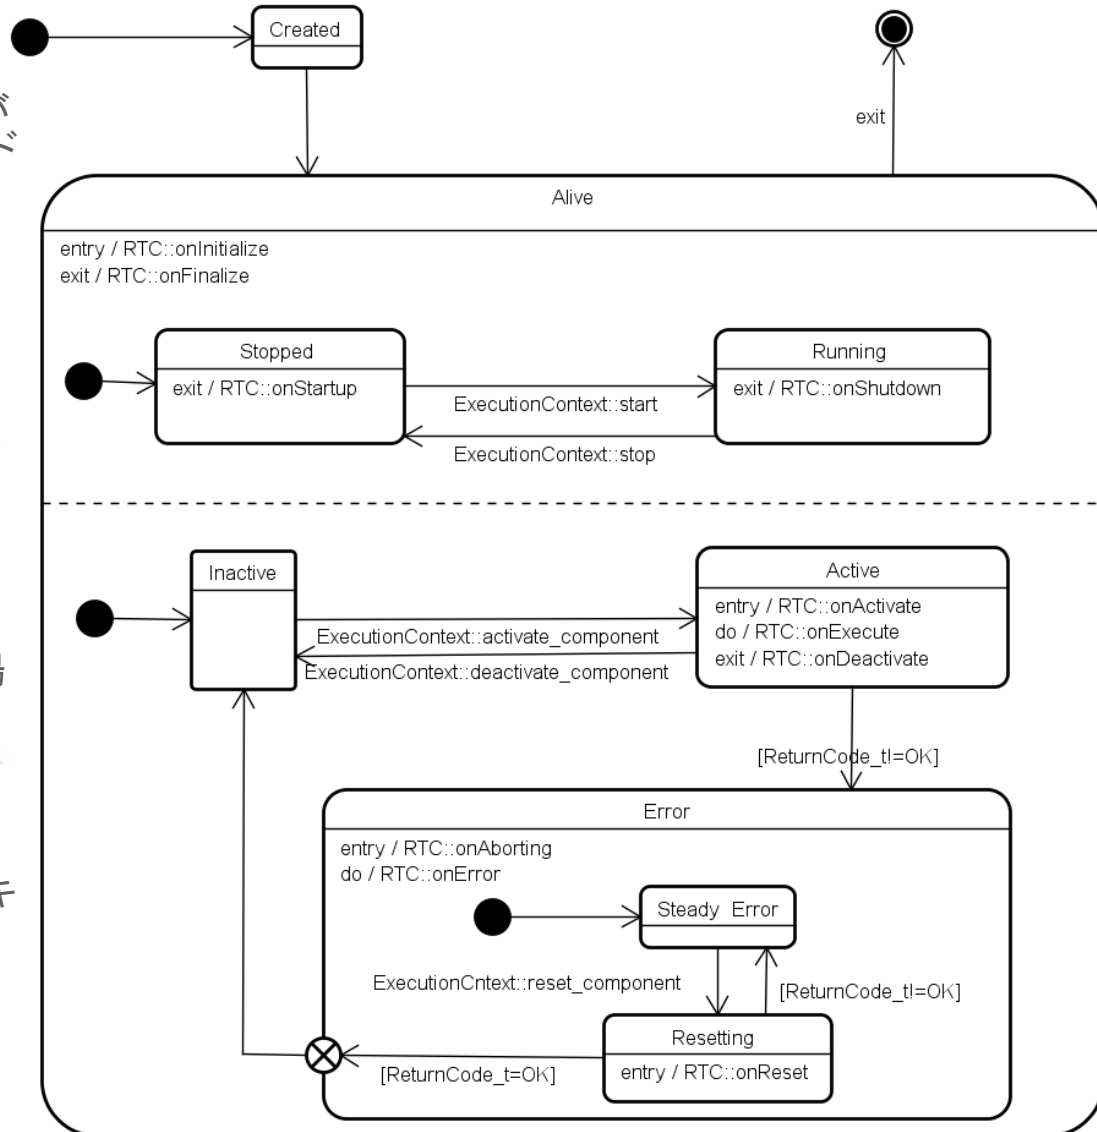 Created
が
ド
exit
Alive
entry / RTC::onInitialize
exit / RTC::onFinalize
Stopped
exit / RTC::onStartup
Running
exit / RTC::onShutdown
ExecutionContext::start
ExecutionContext::stop
Inactive
Active
entry / RTC::onActivate
do / RTC::onExecute
exit / RTC::onDeactivate
ExecutionContext::activate_component
ExecutionContext::deactivate_component
[ReturnCode_t!=OK]
Error
entry / RTC::onAborting
do / RTC::onError
Steady Error
ExecutionCntext::reset_component
[ReturnCode_t!=OK]
Resetting
entry / RTC::onReset
[ReturnCode_t=OK]